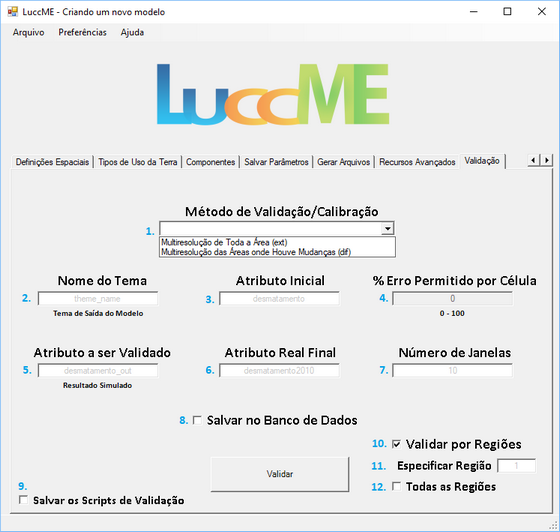 LuccME - Criando um novo modelo
Arquivo Preferências Ajuda
LuccME
Definições Espaciais Tipos de Uso da Terra Componentes Salvar Parâmetros Gerar Arquivos Recursos Avançados Validação
Método de Validação/Calibração
1.
Multiresolução de Toda a Área (ext)
Multiresolução das Áreas onde Houve Mudanças (dif)
Nome do Tema Atributo Inicial % Erro Permitido por Célula
2. theme_name 3. desmatamento 4. 0
Tema de Saída do Modelo 0 - 100
Atributo a ser Validado Atributo Real Final Número de Janelas
5. desmatamento_out 6. desmatamento2010 7. 10
Resultado Simulado
8. Salvar no Banco de Dados
10. Validar por Regiões
Validar 11. Especificar Região 1
9. 12. Todas as Regiões
Salvar os Scripts de Validação